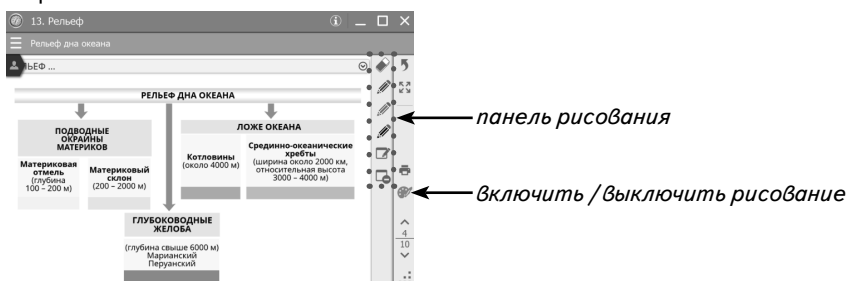 13. Рельеф
Рельеф дна океана
ЬЕФ ...
РЕЛЬЕФ ДНА ОКЕАНА
ПОДВОДНЫЕ
ОКРАИНЫ
МАТЕРИКОВ
Материковая
отмель
(глубина
100 – 200 м)
Материковый
склон
(200 – 2000 м)
ЛОЖЕ ОКЕАНА
Котловины
(около 4000 м)
Срединно-океанические
хребты
(ширина около 2000 км,
относительная высота
3000 – 4000 м)
ГЛУБОКОВОДНЫЕ
ЖЕЛОБА
(глубина свыше 6000 м)
Марианский
Перуанский
4
10
панель рисования
включить / выключить рисование